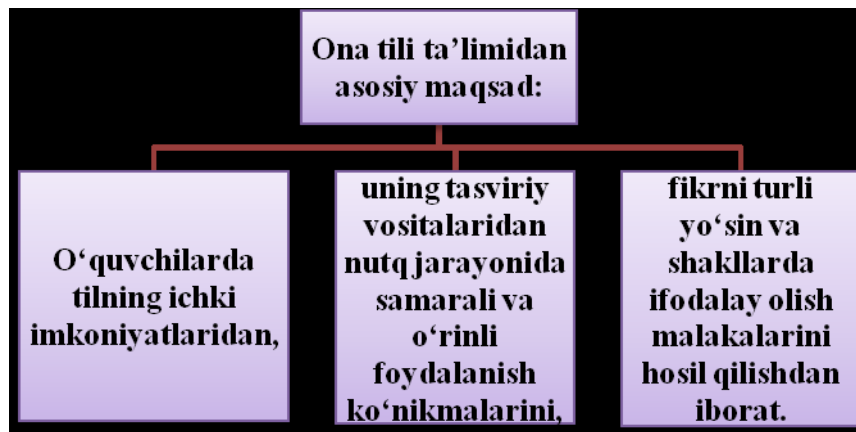 Ona tili ta’limidan
asosiy maqsad:
O‘quvchilarda
tilning ichki
imkoniyatlaridan,
uning tasviriy
vositalaridan
nutq jarayonida
samarali va
o‘rinli
foydalanish
ko‘nikmalarini,
fikrni turli
yo‘sin va
shakllarda
ifodalay olish
malakalarini
hosil qilishdan
iborat.